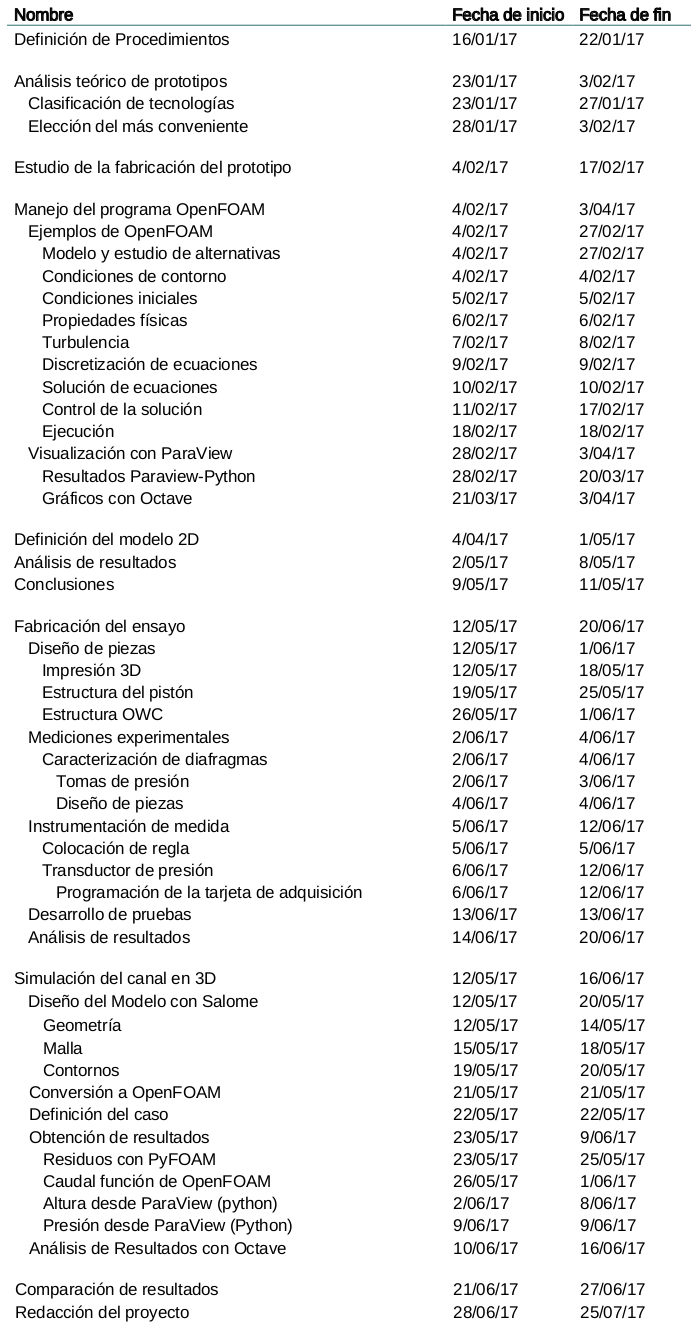 Nombre Fecha de inicio Fecha de fin
Definición de Procedimientos 16/01/17 22/01/17
Análisis teórico de prototipos 23/01/17 3/02/17
Clasificación de tecnologías 23/01/17 27/01/17
Elección del más conveniente 28/01/17 3/02/17
Estudio de la fabricación del prototipo 4/02/17 17/02/17
Manejo del programa OpenFOAM 4/02/17 3/04/17
Ejemplos de OpenFOAM 4/02/17 27/02/17
Modelo y estudio de alternativas 4/02/17 27/02/17
Condiciones de contorno 4/02/17 4/02/17
Condiciones iniciales 5/02/17 5/02/17
Propiedades físicas 6/02/17 6/02/17
Turbulencia 7/02/17 8/02/17
Discretización de ecuaciones 9/02/17 9/02/17
Solución de ecuaciones 10/02/17 10/02/17
Control de la solución 11/02/17 17/02/17
Ejecución 18/02/17 18/02/17
Visualización con ParaView 28/02/17 3/04/17
Resultados Paraview-Python 28/02/17 20/03/17
Gráficos con Octave 21/03/17 3/04/17
Definición del modelo 2D 4/04/17 1/05/17
Análisis de resultados 2/05/17 8/05/17
Conclusiones 9/05/17 11/05/17
Fabricación del ensayo 12/05/17 20/06/17
Diseño de piezas 12/05/17 1/06/17
Impresión 3D 12/05/17 18/05/17
Estructura del pistón 19/05/17 25/05/17
Estructura OWC 26/05/17 1/06/17
Mediciones experimentales 2/06/17 4/06/17
Caracterización de diafragmas 2/06/17 4/06/17
Tomas de presión 2/06/17 3/06/17
Diseño de piezas 4/06/17 4/06/17
Instrumentación de medida 5/06/17 12/06/17
Colocación de regla 5/06/17 5/06/17
Transductor de presión 6/06/17 12/06/17
Programación de la tarjeta de adquisición 6/06/17 12/06/17
Desarrollo de pruebas 13/06/17 13/06/17
Análisis de resultados 14/06/17 20/06/17
Simulación del canal en 3D 12/05/17 16/06/17
Diseño del Modelo con Salome 12/05/17 20/05/17
Geometría 12/05/17 14/05/17
Malla 15/05/17 18/05/17
Contornos 19/05/17 20/05/17
Conversión a OpenFOAM 21/05/17 21/05/17
Definición del caso 22/05/17 22/05/17
Obtención de resultados 23/05/17 9/06/17
Residuos con PyFOAM 23/05/17 25/05/17
Caudal función de OpenFOAM 26/05/17 1/06/17
Altura desde ParaView (python) 2/06/17 8/06/17
Presión desde ParaView (Python) 9/06/17 9/06/17
Análisis de Resultados con Octave 10/06/17 16/06/17
Comparación de resultados 21/06/17 27/06/17
Redacción del proyecto 28/06/17 25/07/17